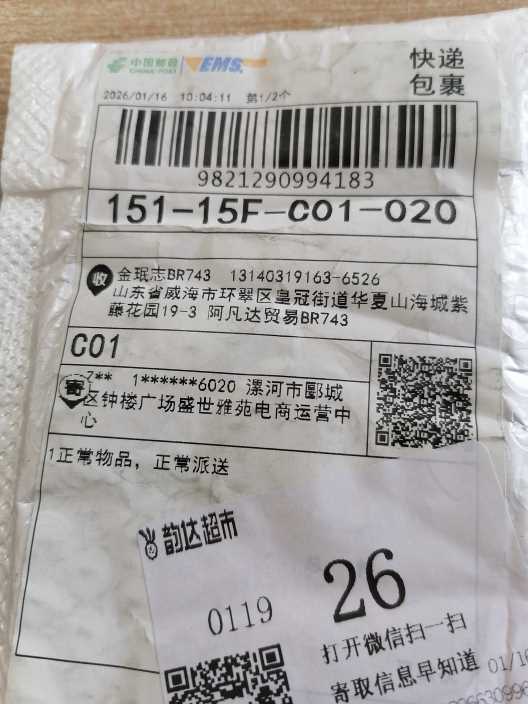 中国邮政
CHINA POST
EMS
快递
包裹
2026/01/16 10:04:11 第1/2个
9821290994183
151-15F-C01-020
收 金珉志BR743 13140319163-6526
山东省威海市环翠区皇冠街道华夏山海城紫
藤花园19-3 阿凡达贸易BR743
C01
寄 z** 1******6020 漯河市郾城
区钟楼广场盛世雅苑电商运营中
心
1正常物品，正常派送
韵达超市
26
0119
打开微信扫一扫
寄取信息早知道
01/16